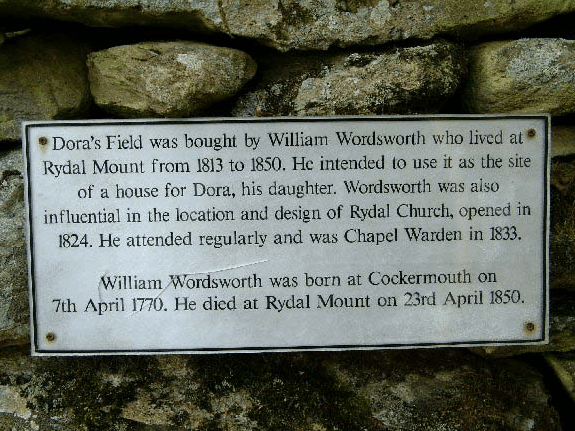 Dora's Field was bought by William Wordsworth who lived at
Rydal Mount from 1813 to 1850. He intended to use it as the site
of a house for Dora, his daughter. Wordsworth was also
influential in the location and design of Rydal Church, opened in
1824. He attended regularly and was Chapel Warden in 1833.
William Wordsworth was born at Cockermouth on
7th April 1770. He died at Rydal Mount on 23rd April 1850.